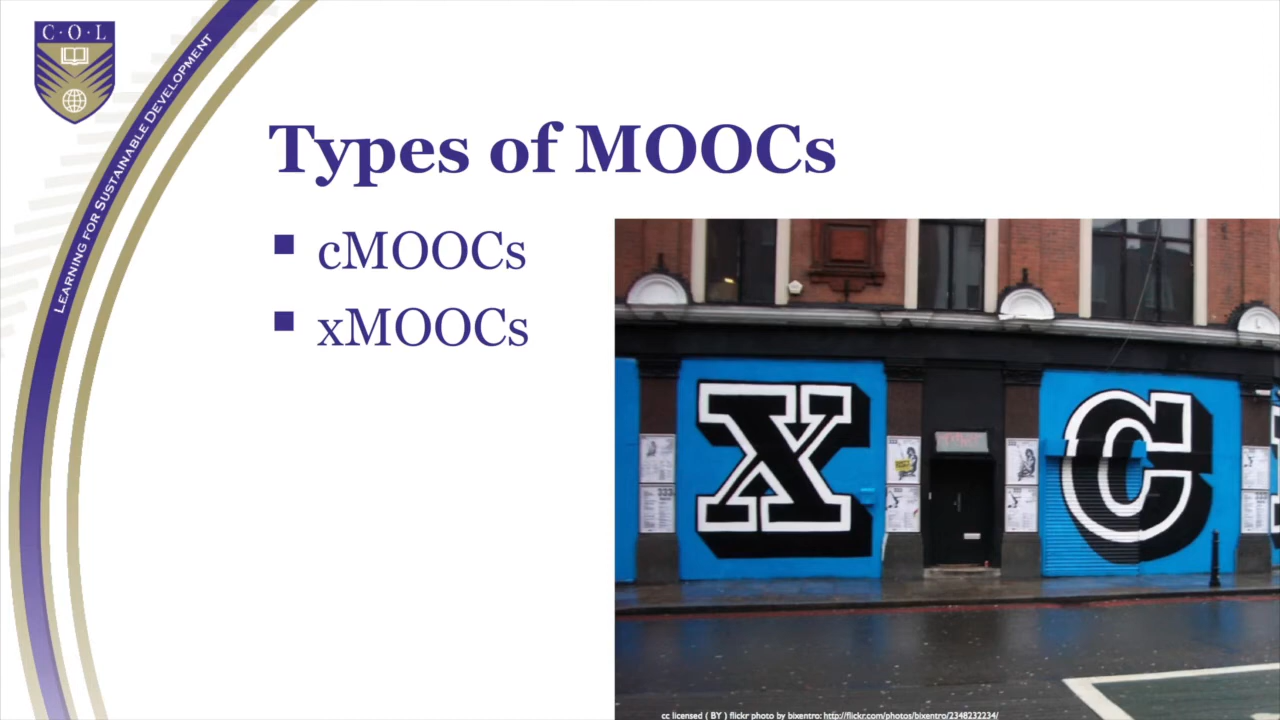 C·O·L
LEARNING FOR SUSTAINABLE DEVELOPMENT
Types of MOOCs
cMOOCs
xMOOCs
X
C
333
cc licensed ( BY ) flickr photo by bixentro: http://flickr.com/photos/bixentro/2348232234/